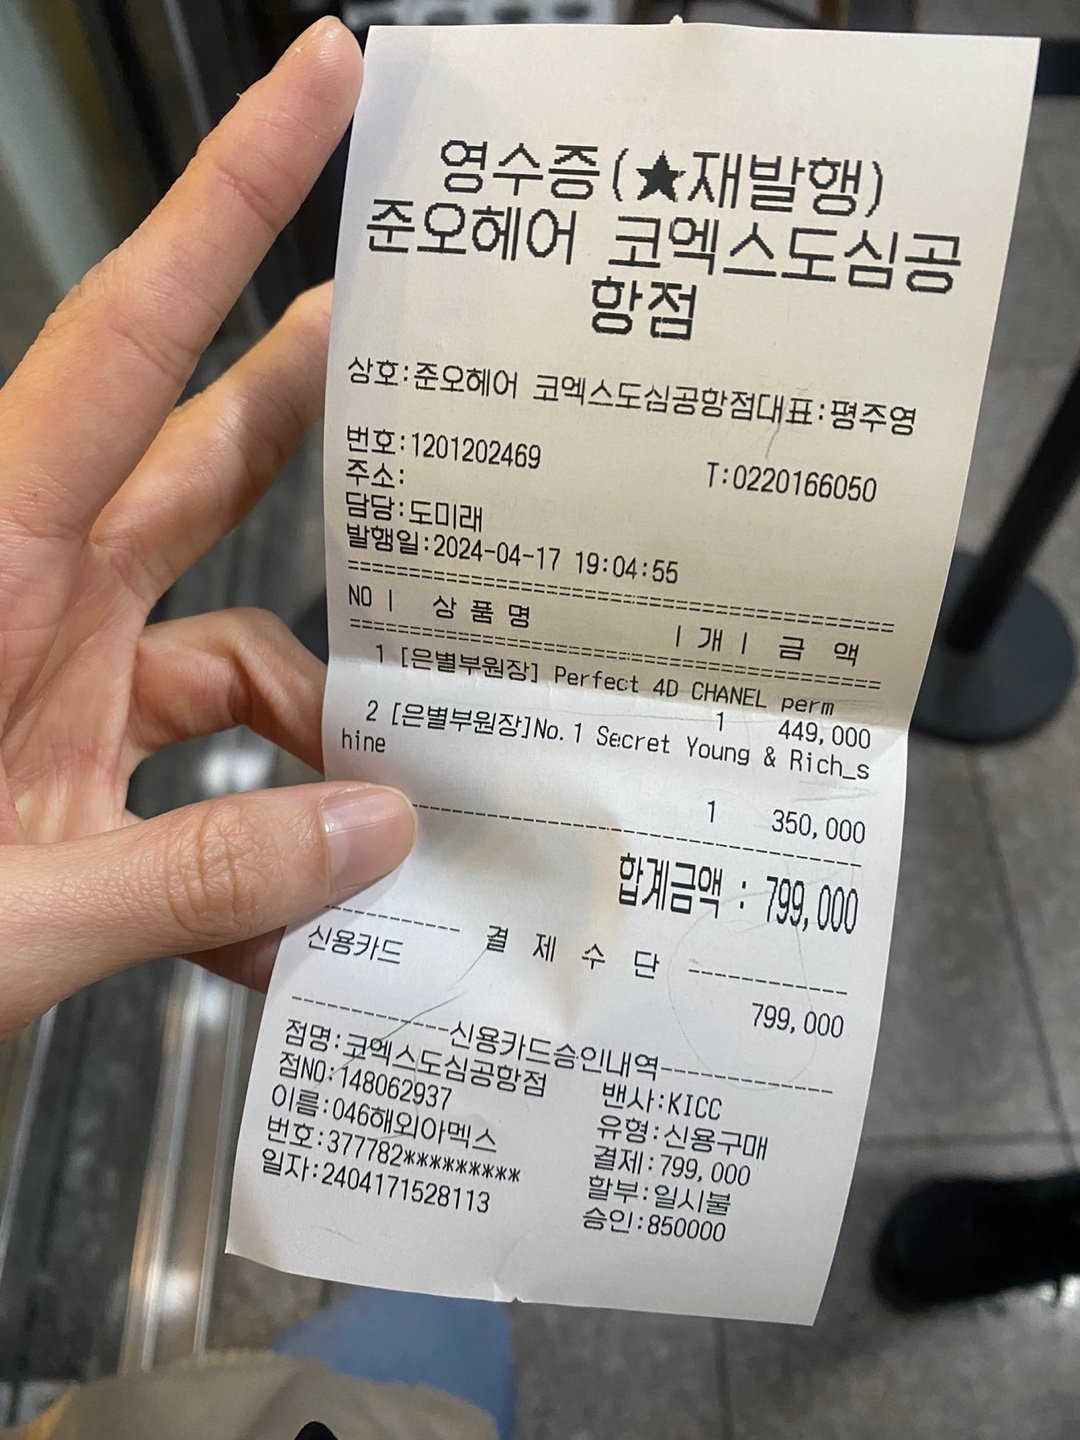 영수증(★재발행)
준오헤어 코엑스도심공
항점
상호:준오헤어 코엑스도심공항점대표:평주영
번호:1201202469 T:0220166050
주소:
담당:도미래
발행일:2024-04-17 19:04:55
==============================================
NO | 상 품 명 | 개 | 금 액
==============================================
1 [은별부원장] Perfect 4D CHANEL perm
1 449,000
2 [은별부원장]No.1 Secret Young & Rich_s
hine
1 350,000
----------------------------------------------
합계금액 : 799,000
----------- 결 제 수 단 ------------
신용카드 799,000
-------------신용카드승인내역--------------
점명:코엑스도심공항점 밴사:KICC
점NO:148062937 유형:신용구매
이름:046해외아멕스 결제:799,000
번호:377782********* 할부:일시불
일자:2404171528113 승인:850000